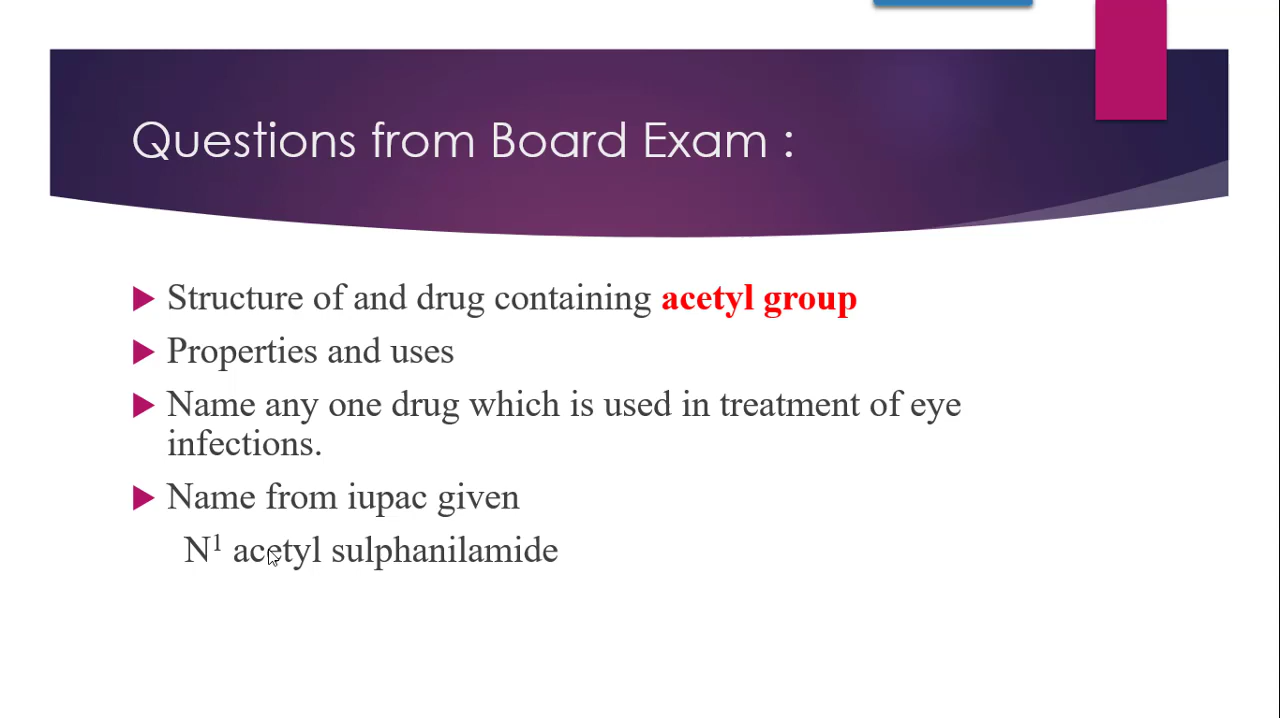 Questions from Board Exam :
Structure of and drug containing acetyl group
Properties and uses
Name any one drug which is used in treatment of eye
infections.
Name from iupac given
N¹ acetyl sulphanilamide